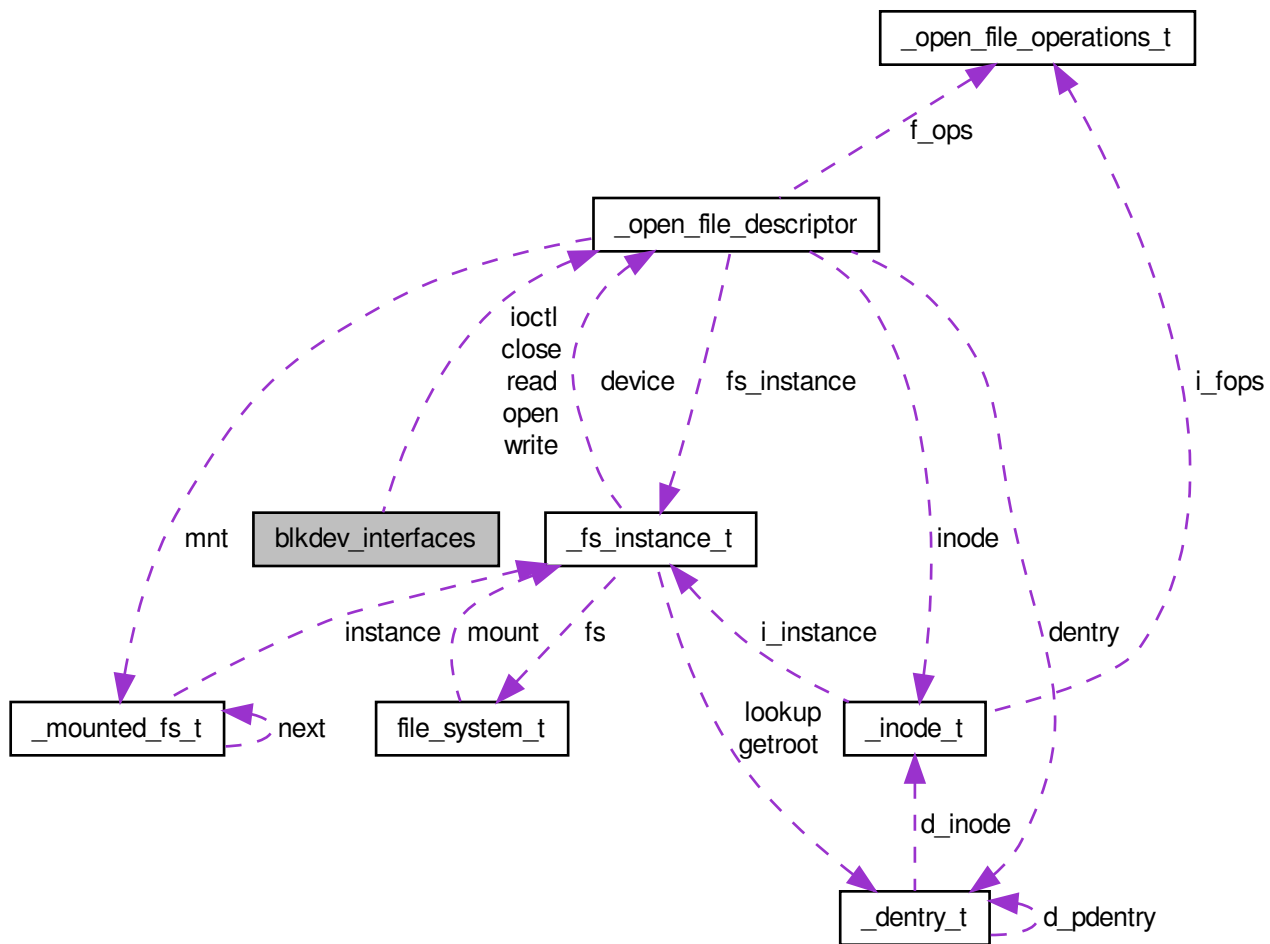 _open_file_operations_t
f_ops
_open_file_descriptor
ioctl
close
read
open
write
device
fs_instance
i_fops
mnt
blkdev_interfaces
_fs_instance_t
inode
instance
mount
fs
i_instance
dentry
_mounted_fs_t
next
file_system_t
lookup
getroot
_inode_t
d_inode
_dentry_t
d_pdentry